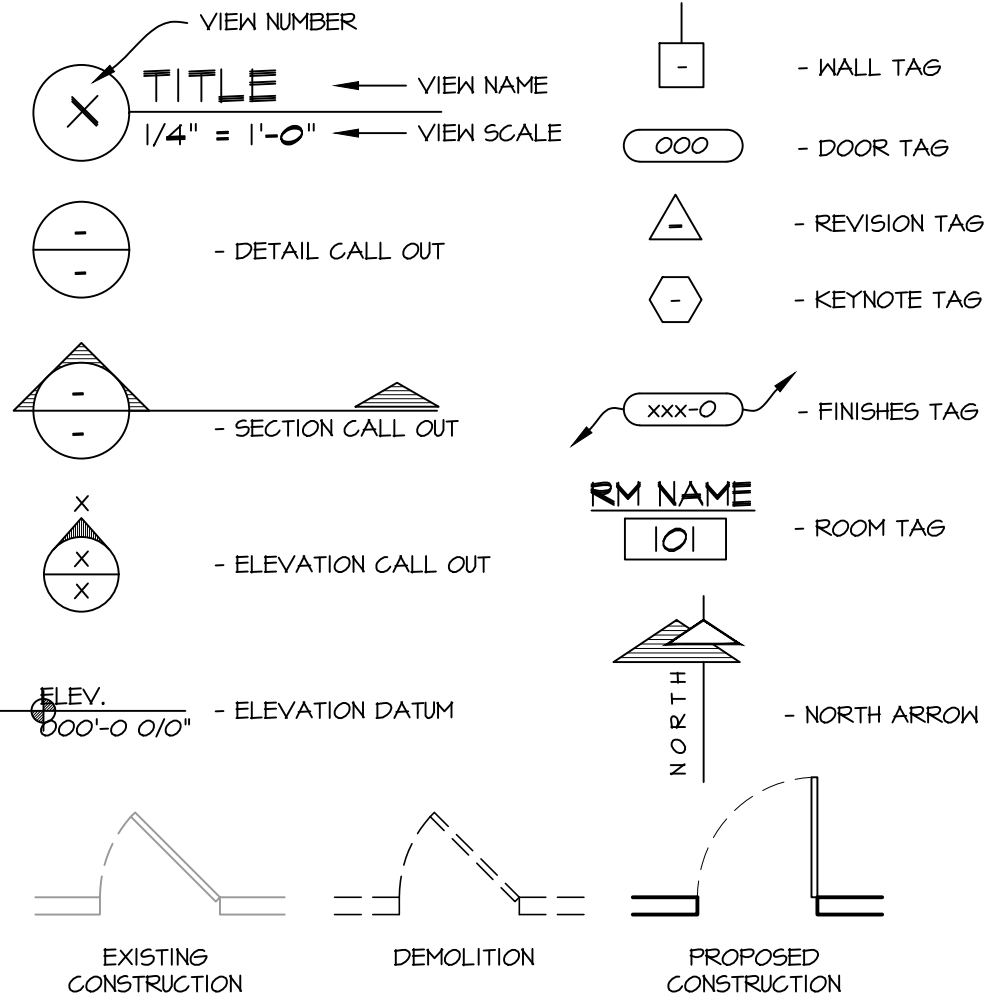 VIEW NUMBER
X
TITLE
VIEW NAME
1/4" = 1'-0"
VIEW SCALE
-
-
- DETAIL CALL OUT
-
-
- SECTION CALL OUT
X
X
X
- ELEVATION CALL OUT
ELEV.
000'-0 0/0"
- ELEVATION DATUM
-
- WALL TAG
000
- DOOR TAG
-
- REVISION TAG
-
- KEYNOTE TAG
xxx-0
- FINISHES TAG
RM NAME
101
- ROOM TAG
NORTH
- NORTH ARROW
EXISTING
CONSTRUCTION
DEMOLITION
PROPOSED
CONSTRUCTION